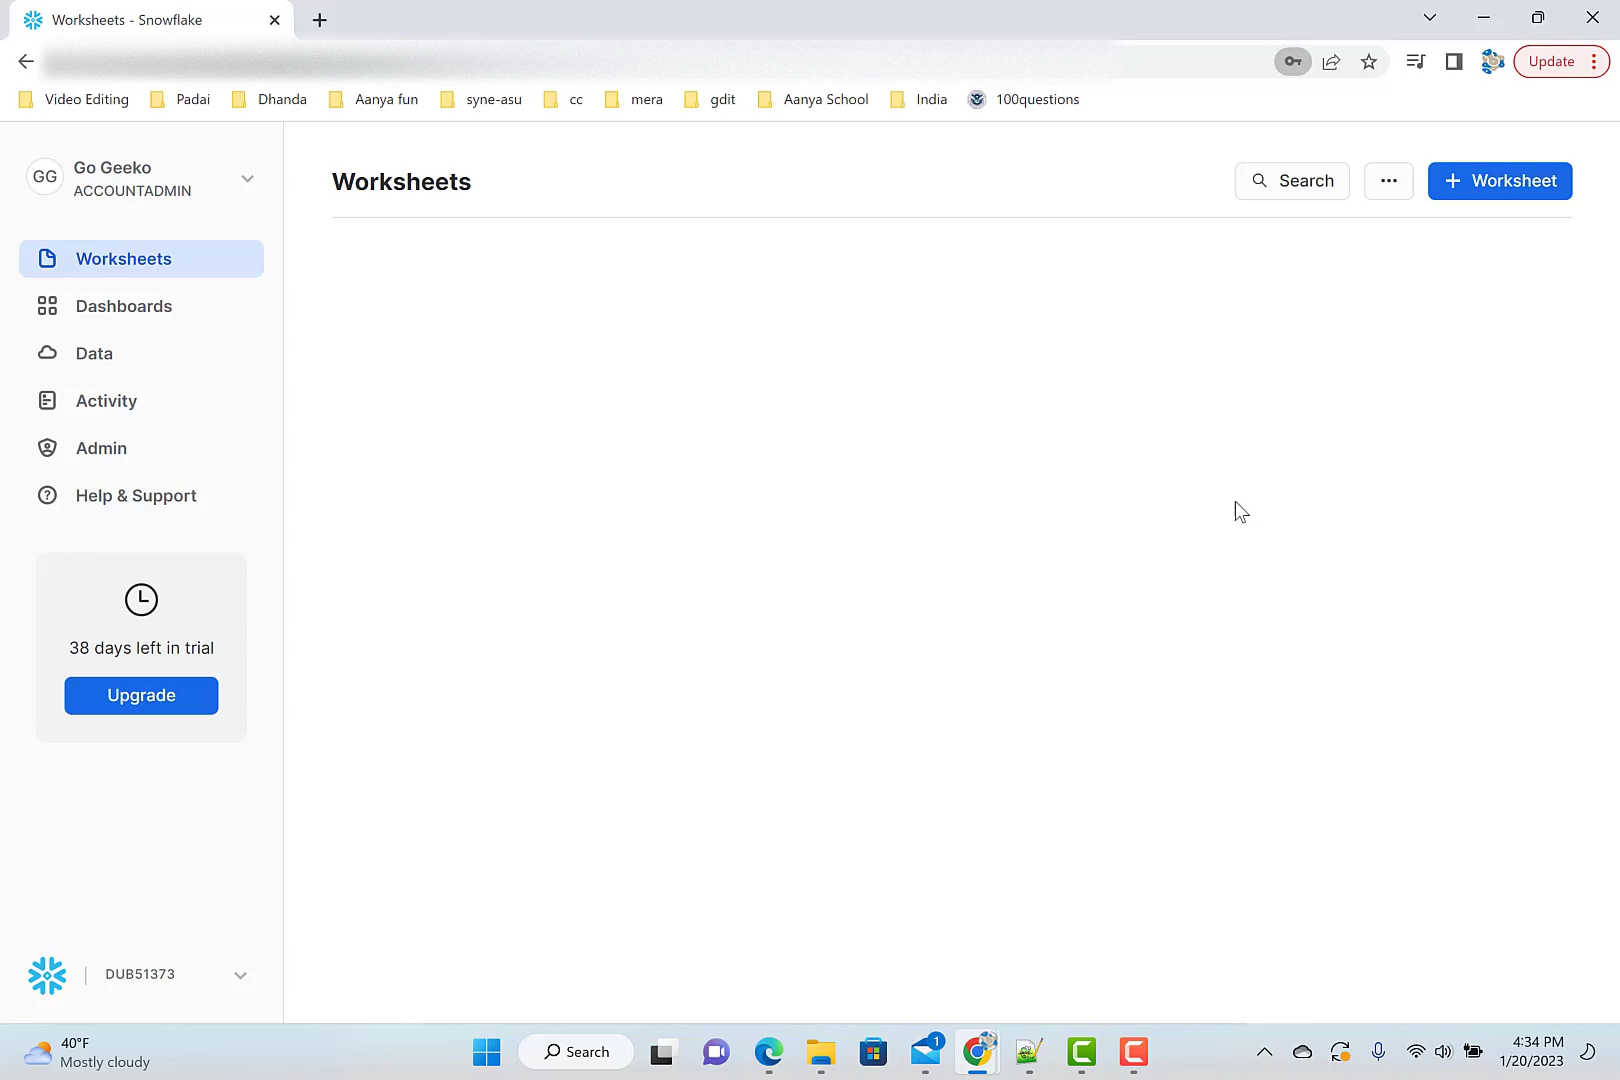 Worksheets - Snowflake
Update
Video Editing
Padai
Dhanda
Aanya fun
syne-asu
cc
mera
gdit
Aanya School
India
100questions
GG
Go Geeko
ACCOUNTADMIN
Worksheets
Search
+ Worksheet
Worksheets
Dashboards
Data
Activity
Admin
Help & Support
38 days left in trial
Upgrade
DUB51373
40°F
Mostly cloudy
Search
1
4:34 PM
1/20/2023